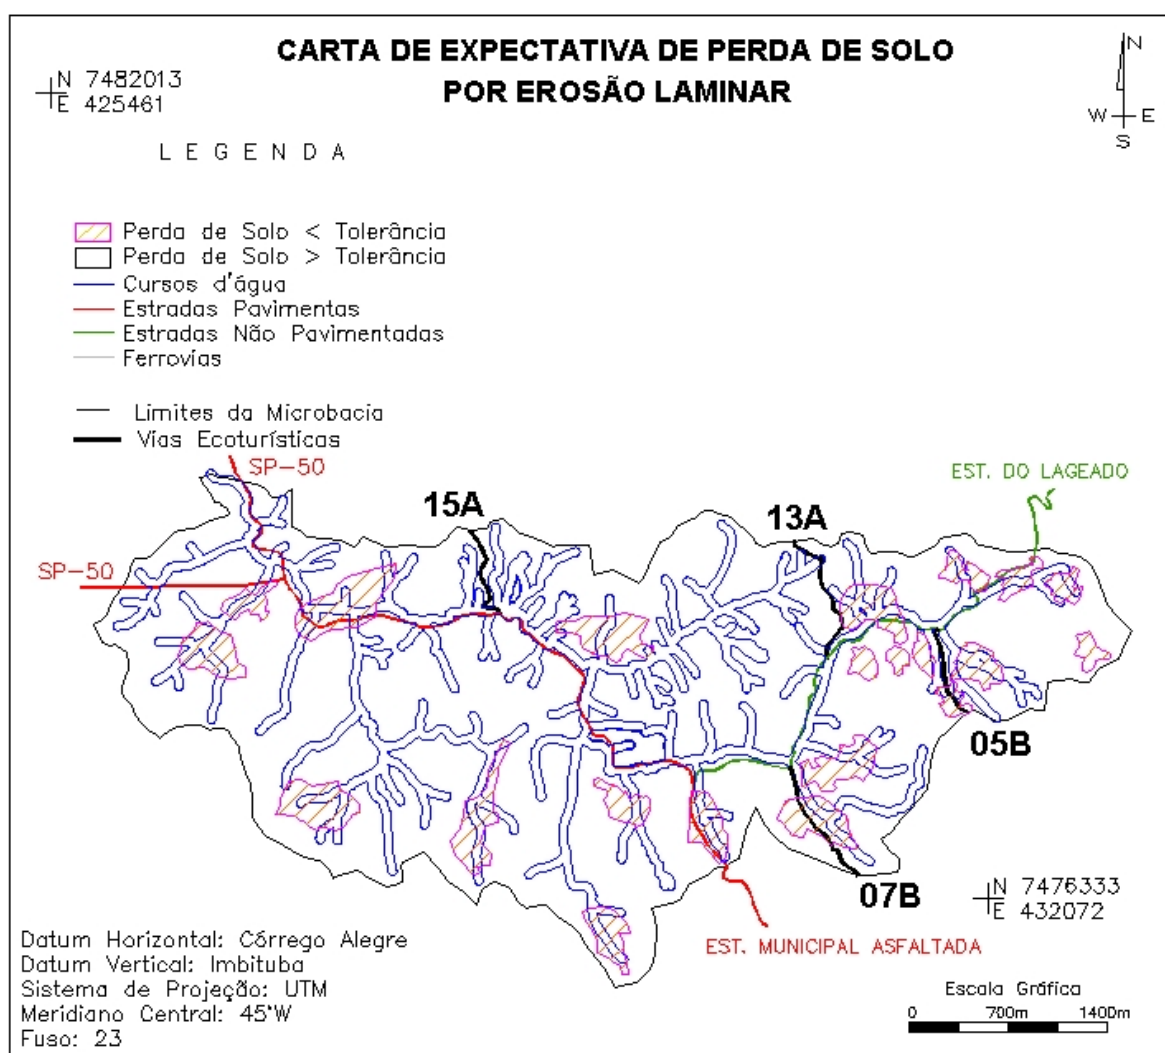 CARTA DE EXPECTATIVA DE PERDA DE SOLO
POR EROSÃO LAMINAR
N 7482013
E 425461
N
W E
S
LEGENDA
Perda de Solo < Tolerância
Perda de Solo > Tolerância
Cursos d'água
Estradas Pavimentas
Estradas Não Pavimentadas
Ferrovias
Limites da Microbacia
Vias Ecoturísticas
SP-50
EST. DO LAGEADO
15A
13A
SP-50
05B
07B
N 7476333
E 432072
EST. MUNICIPAL ASFALTADA
Datum Horizontal: Córrego Alegre
Datum Vertical: Imbituba
Sistema de Projeção: UTM
Meridiano Central: 45°W
Fuso: 23
Escala Gráfica
0 700m 1400m